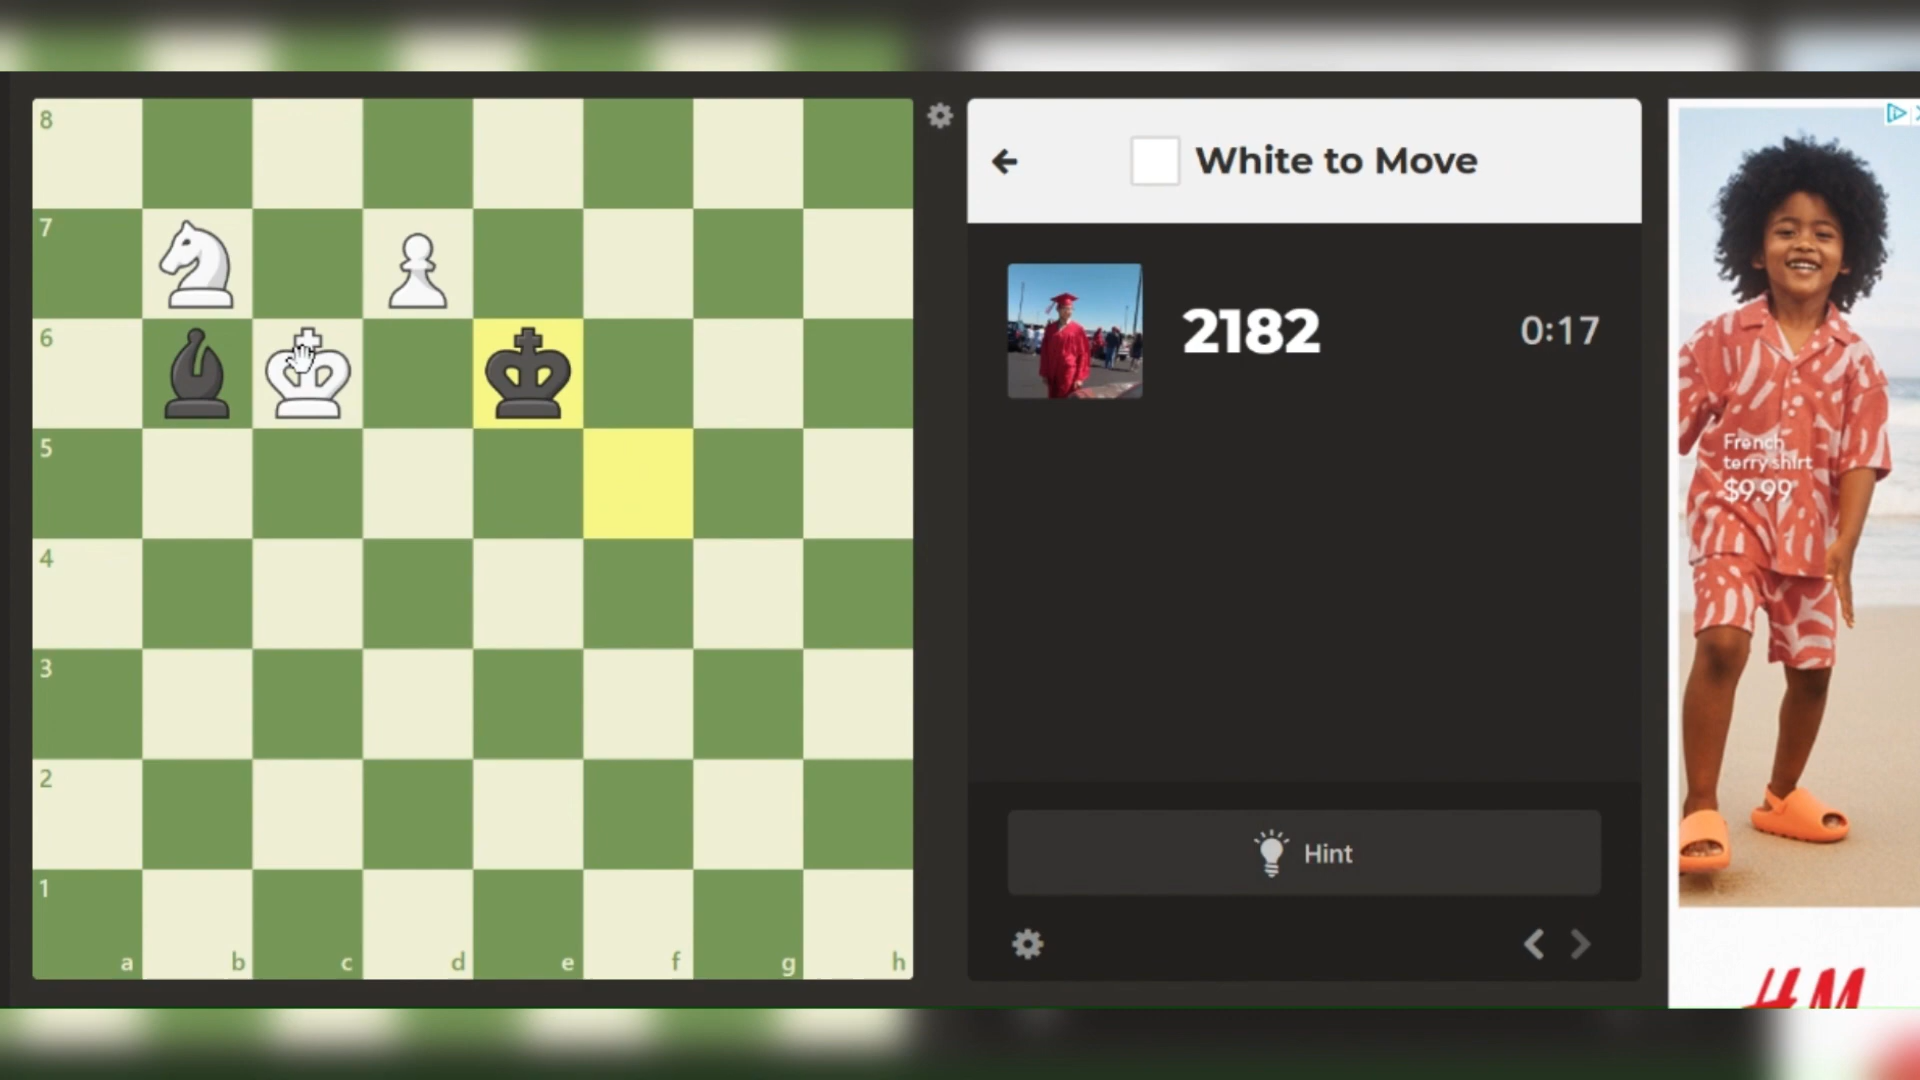 8
7
6
5
4
3
2
1
a b c d e f g h
White to Move
2182
0:17
Hint
French
terry shirt
$9.99
H&M